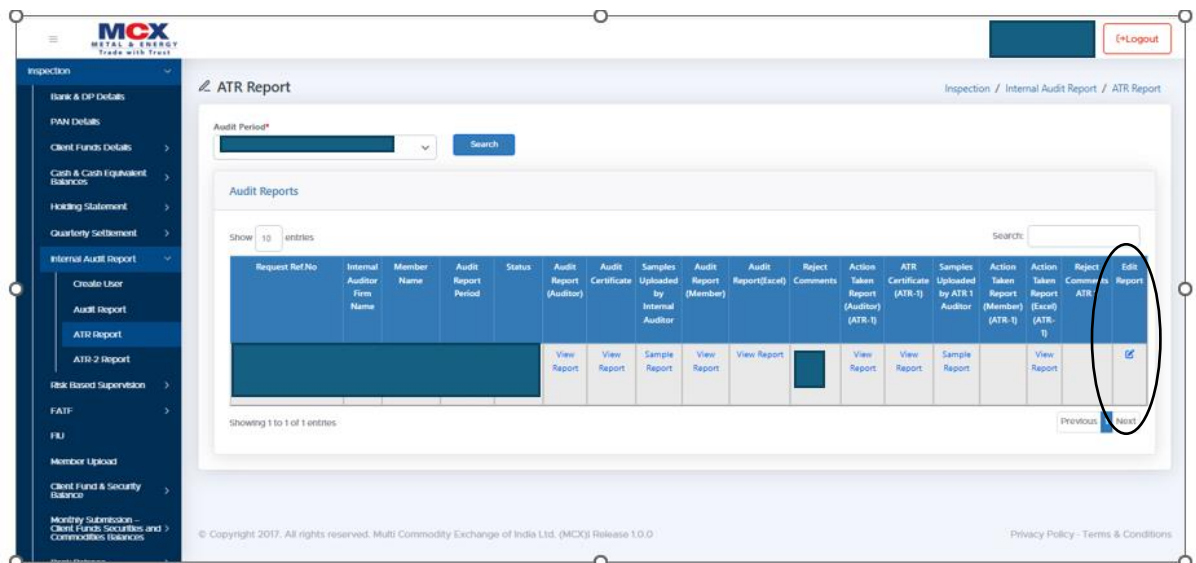 MCX
METAL & ENERGY
Trade with Trust
Logout
Inspection
Bank & DP Details
PAN Details
Client Funds Details
Cash & Cash Equivalent
Balances
Holding Statement
Quarterly Settlement
Internal Audit Report
Create User
Audit Report
ATR Report
ATR-2 Report
Risk Based Supervision
FATF
FIU
Member Upload
Client Fund & Security
Balance
Monthly Submission –
Client Funds Securities and
Commodities Balances
Bank Balance
ATR Report
Inspection / Internal Audit Report / ATR Report
Audit Period*
Search
Audit Reports
Show 10 entries
Search:
Request Ref.No
Internal
Auditor
Firm
Name
Member
Name
Audit
Report
Period
Status
Audit
Report
(Auditor)
Audit
Certificate
Samples
Uploaded
by
Internal
Auditor
Audit
Report
(Member)
Audit
Report(Excel)
Reject
Comments
Action
Taken
Report
(Auditor)
(ATR-1)
ATR
Certificate
(ATR-1)
Samples
Uploaded
by ATR 1
Auditor
Action
Taken
Report
(Member)
(ATR-1)
Action
Taken
Report
(Excel)
(ATR-
1)
Reject
Comments
ATR
Edit
Report
View
Report
View
Report
Sample
Report
View
Report
View Report
View
Report
View
Report
Sample
Report
View
Report
Showing 1 to 1 of 1 entries
Previous
Next
© Copyright 2017. All rights reserved. Multi Commodity Exchange of India Ltd. (MCX)| Release 1.0.0
Privacy Policy - Terms & Conditions